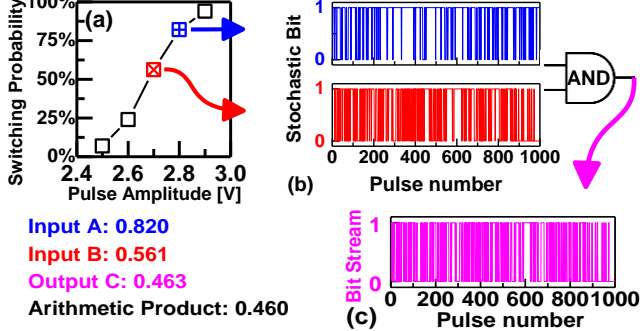 100%
75%
50%
25%
0%
Switching Probability
(a)
2.4 2.6 2.8 3.0
Pulse Amplitude [V]
Stochastic Bit
1
0
1
0
0 200 400 600 800 1000
(b)
Pulse number
AND
Input A: 0.820
Input B: 0.561
Output C: 0.463
Arithmetic Product: 0.460
Bit Stream
1
0
0 200 400 600 800 1000
(c)
Pulse number